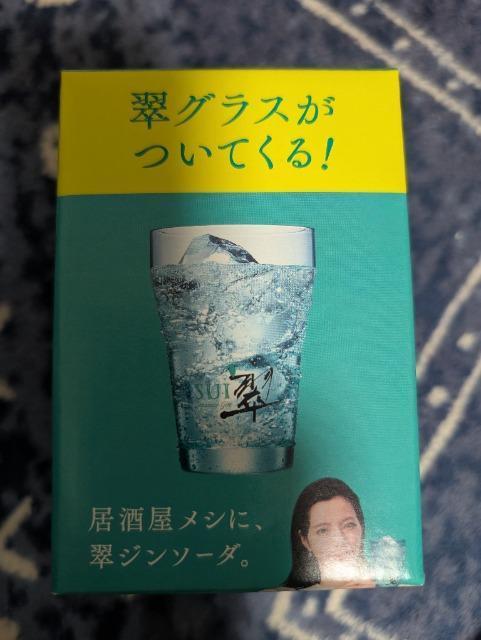 翠グラスが
ついてくる!
SUI
翠
居酒屋メシに、
翠ジンソーダ。